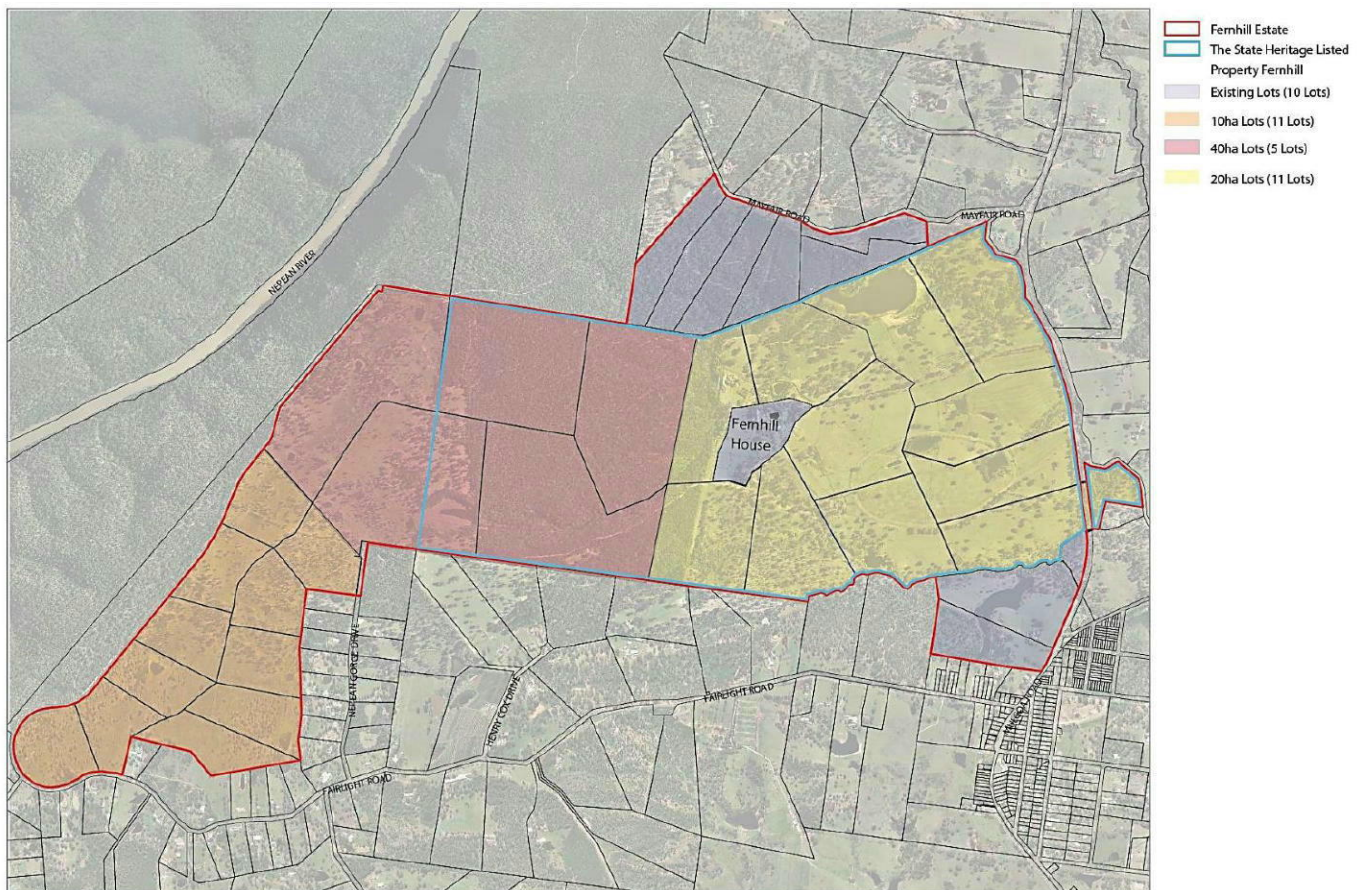 Fernhill Estate
The State Heritage Listed
Property Fernhill
Existing Lots (10 Lots)
10ha Lots (11 Lots)
40ha Lots (5 Lots)
20ha Lots (11 Lots)
MAYFAIR ROAD
MAYFAIR ROAD
NEPEAN RIVER
Fernhill
House
NEPEAN GORGE DRIVE
HENRY COX DRIVE
FAIRLIGHT ROAD
FAIRLIGHT ROAD